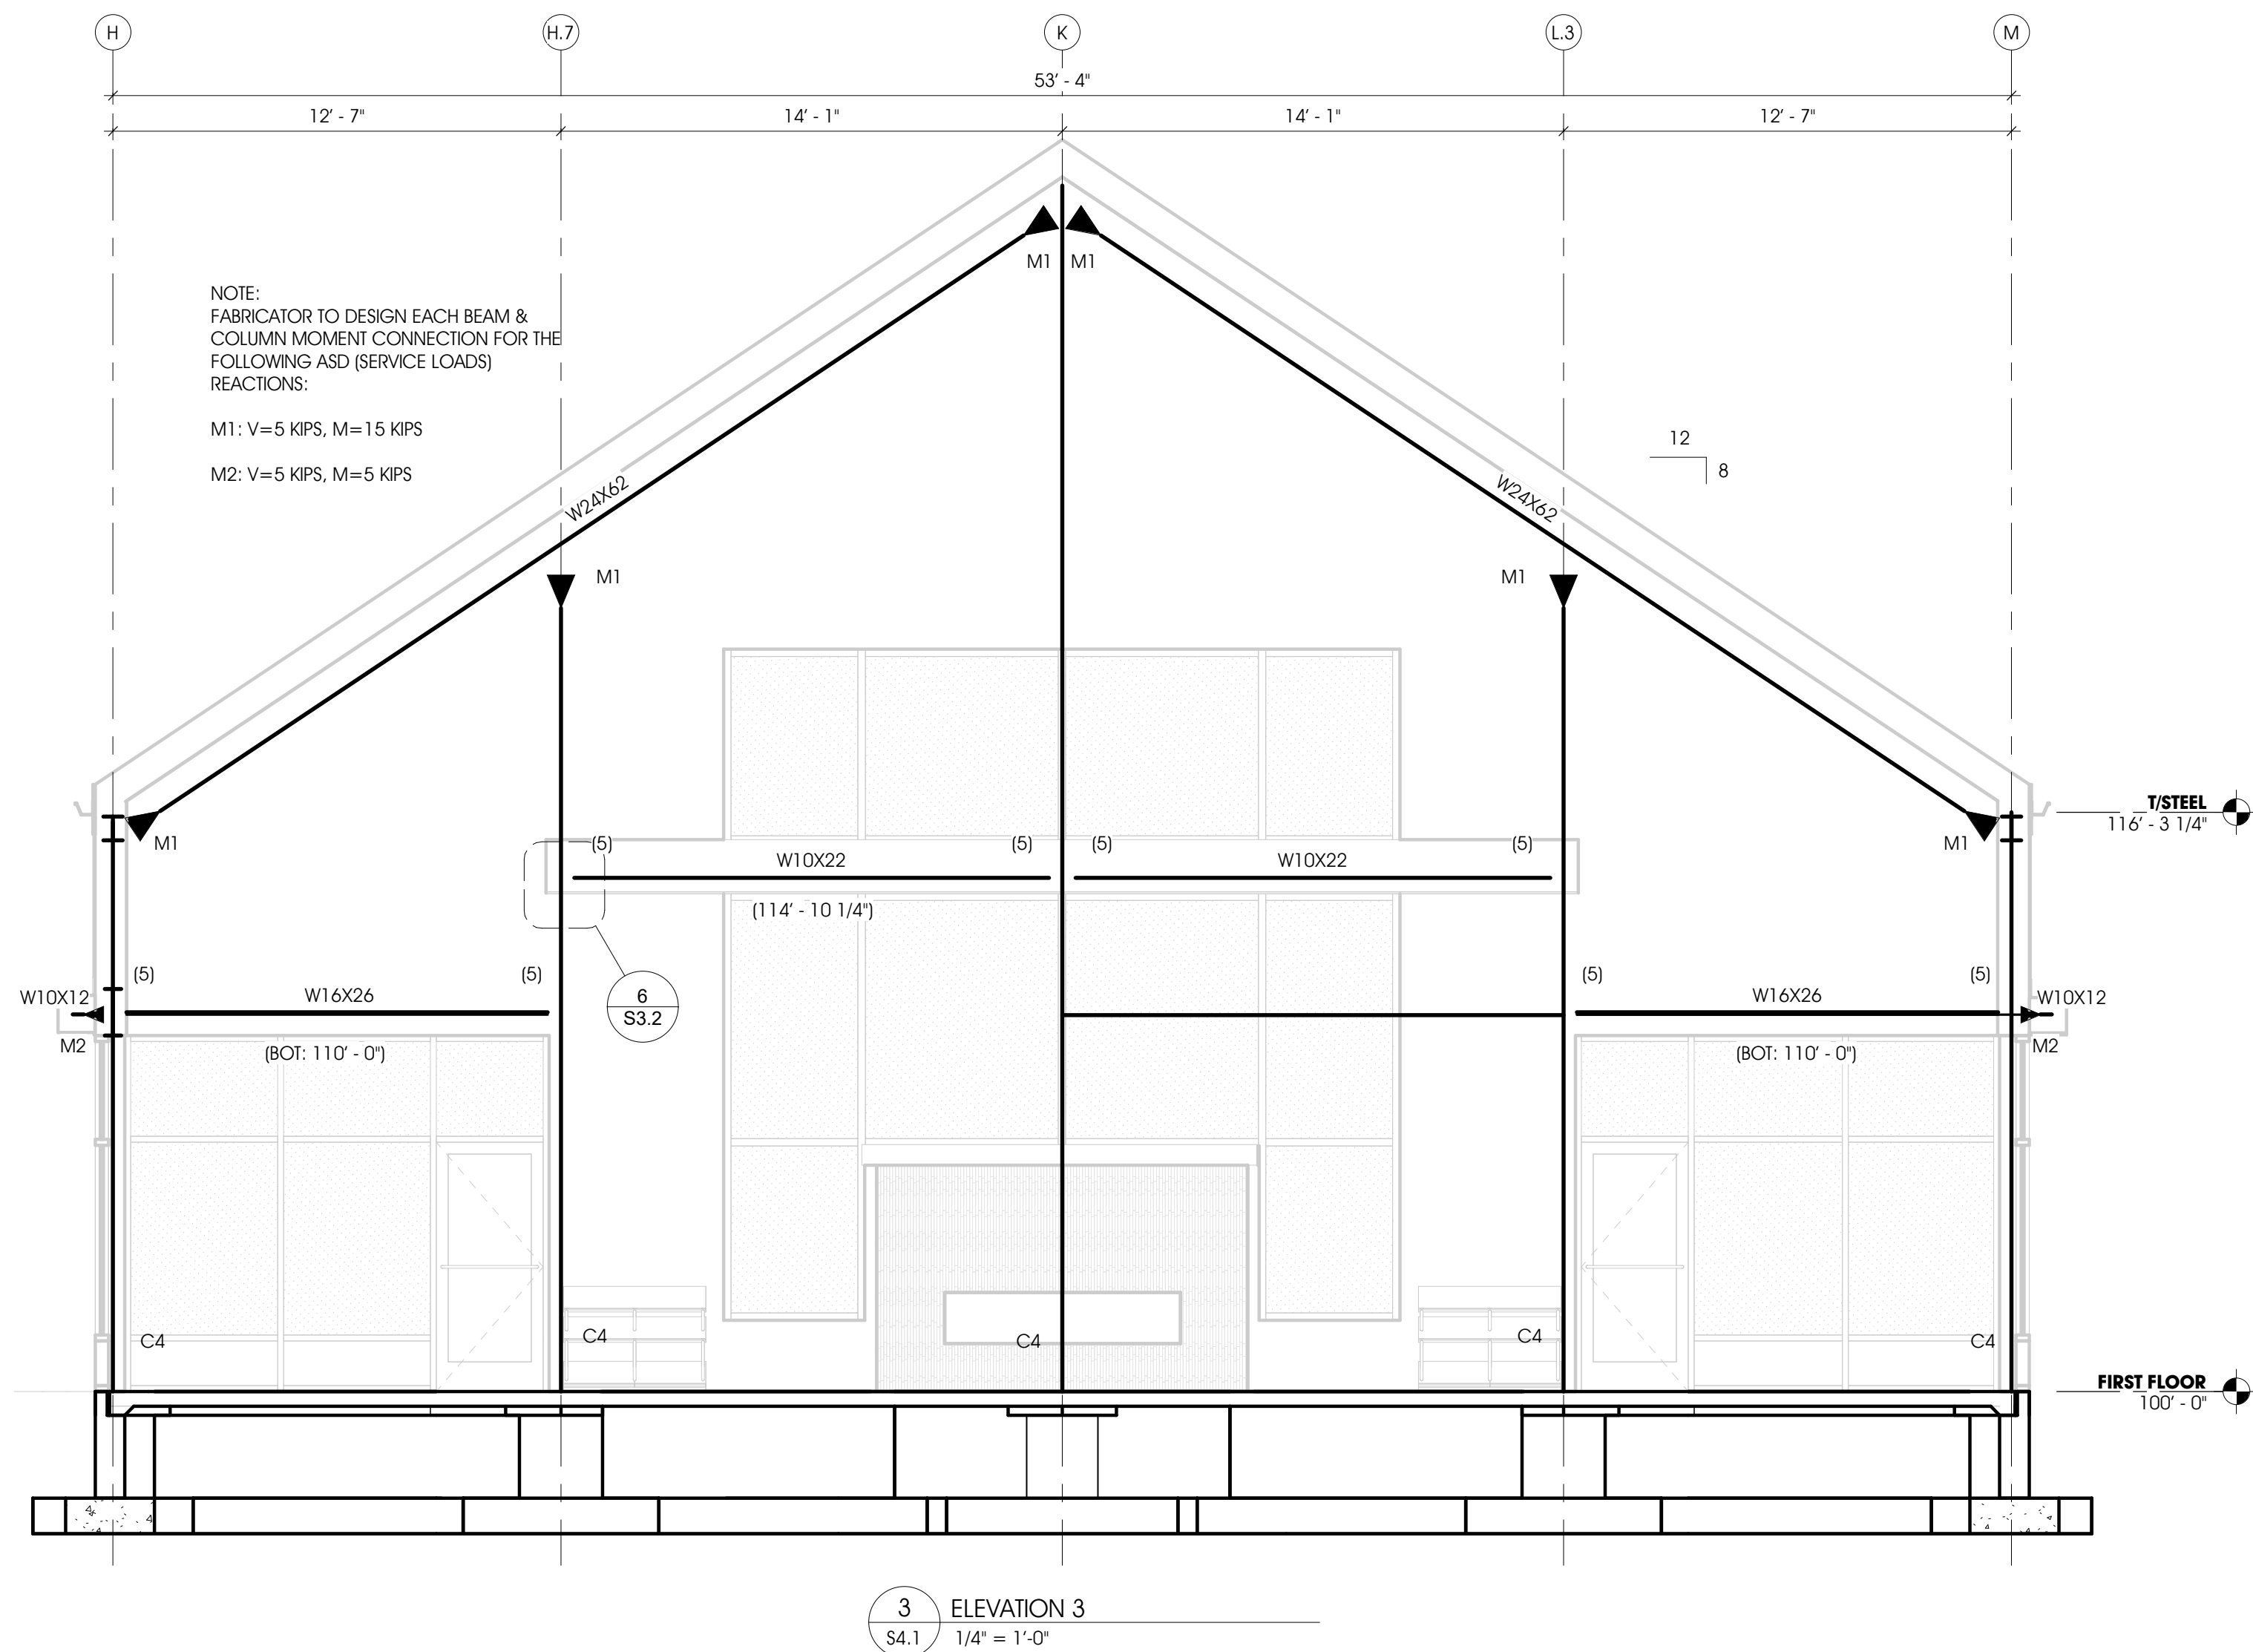 H
H.7
K
L.3
M
53' - 4"
12' - 7"
14' - 1"
14' - 1"
12' - 7"
M1
M1
NOTE:
FABRICATOR TO DESIGN EACH BEAM &
COLUMN MOMENT CONNECTION FOR THE
FOLLOWING ASD (SERVICE LOADS)
REACTIONS:
M1: V=5 KIPS, M=15 KIPS
M2: V=5 KIPS, M=5 KIPS
12
8
W24X62
W24X62
M1
M1
T/STEEL
116' - 3 1/4"
M1
M1
(5)
(5)
(5)
(5)
W10X22
W10X22
(114' - 10 1/4")
(5)
(5)
(5)
(5)
W10X12
W16X26
6
S3.2
W16X26
W10X12
M2
(BOT: 110' - 0")
(BOT: 110' - 0")
M2
C4
C4
C4
C4
C4
FIRST FLOOR
100' - 0"
3
ELEVATION 3
S4.1
1/4" = 1'-0"